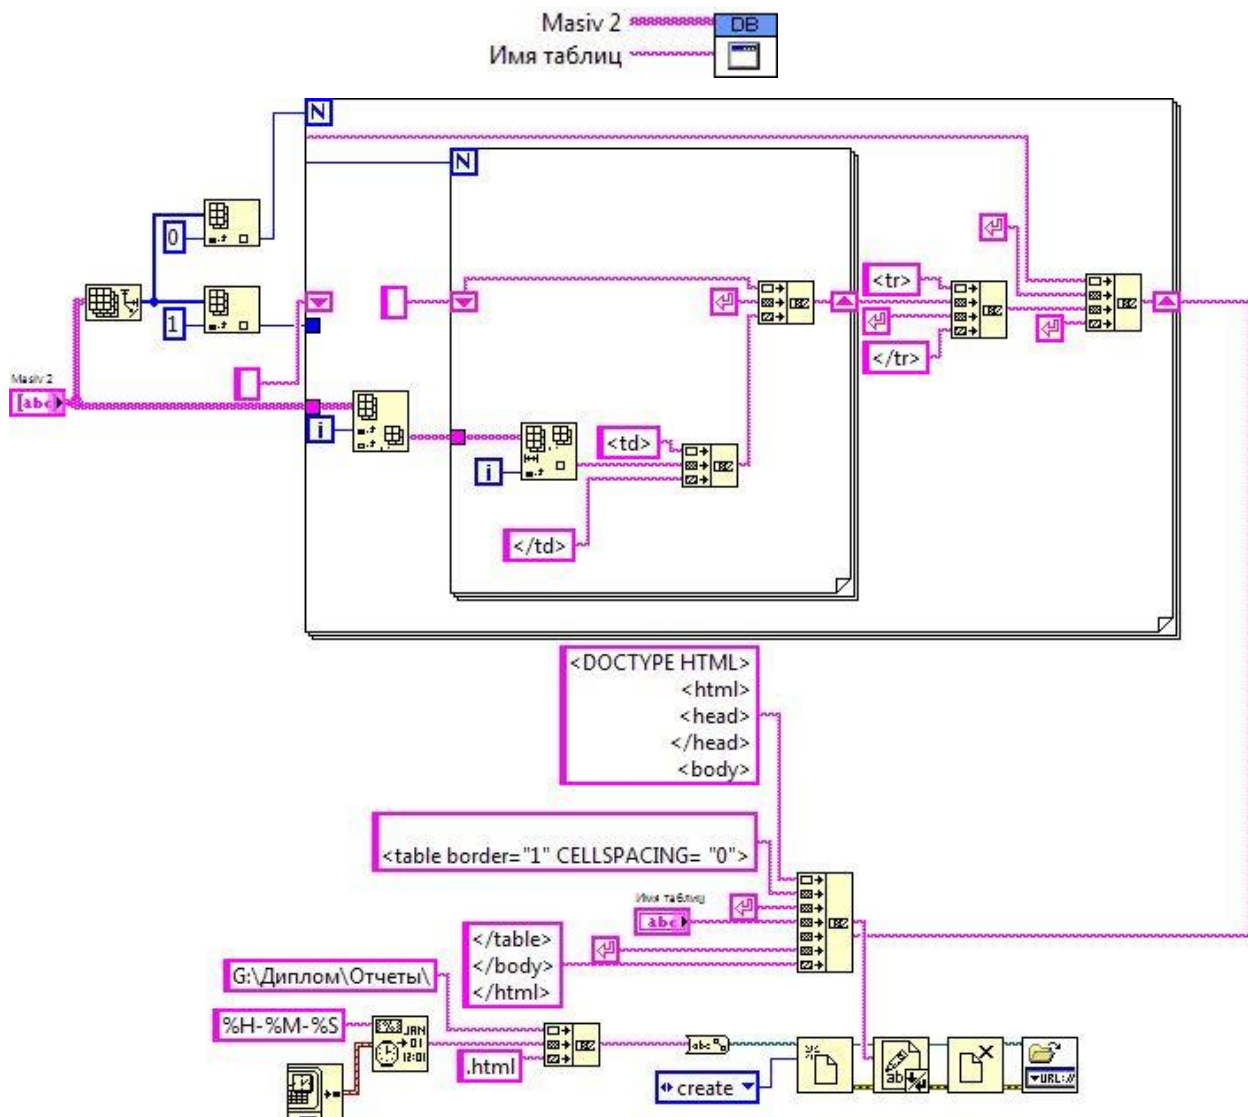 Masiv 2
DB
Имя таблиц
N
N
0
1
<tr>
</tr>
Masiv 2
[abc]
i
i
<td>
</td>
<DOCTYPE HTML>
<html>
<head>
</head>
<body>
<table border="1" CELLSPACING= "0">
Имя таблиц
abc
</table>
</body>
</html>
G:\Диплом\Отчеты\
%H-%M-%S
JAN
01
12:01
.html
abc
create
ab
URL://